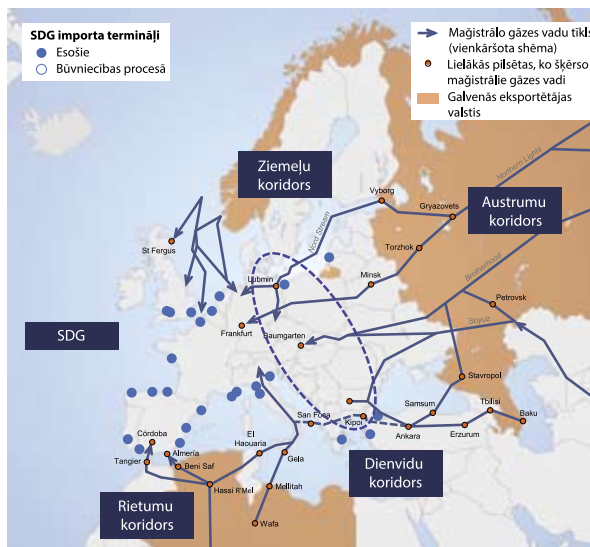 SDG importa termināļi
Esošie
Būvniecības procesā
Maģistrālo gāzes vadu tīkls
(vienkāršota shēma)
Lielākās pilsētas, ko šķērso
maģistrālie gāzes vadi
Galvenās eksportētājas
valstis
Ziemeļu
koridors
Northern Lights
Vyborg
Gryazovets
Austrumu
koridors
St Fergus
Nord Stream
Torzhok
Brotherhood
Lubmin
Minsk
Petrovsk
Soyuz
SDG
Frankfurt
Baumgarten
Stavropol
San Foca
Kipoi
Samsum
Tbilisi
Baku
Córdoba
El
Haouaria
Ankara
Erzurum
Almería
Tangier
Beni Saf
Gela
Dienvidu
koridors
Hassi R'Mel
Mellitah
Rietumu
koridors
Wafa